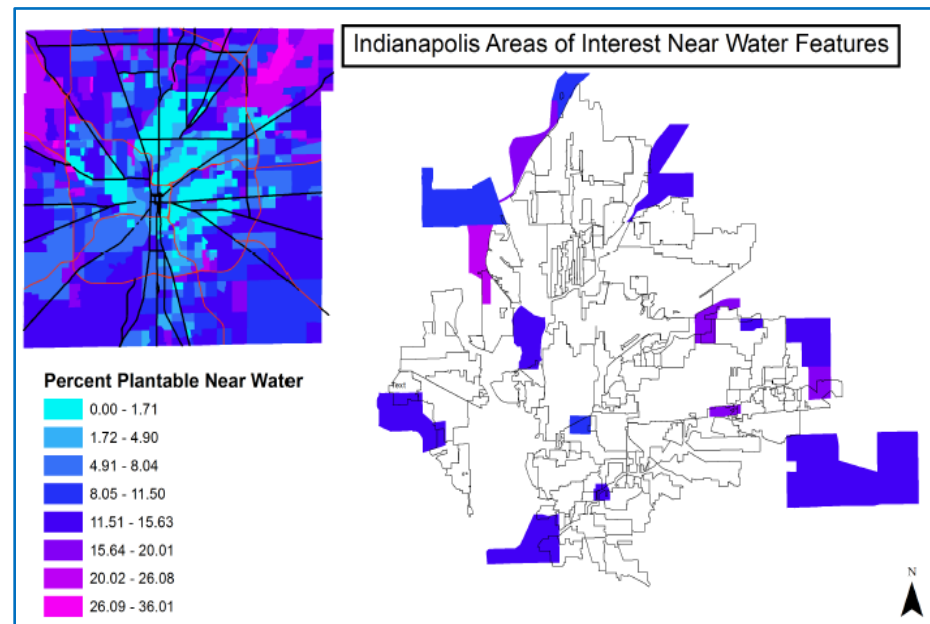 Indianapolis Areas of Interest Near Water Features
Percent Plantable Near Water
0.00 - 1.71
1.72 - 4.90
4.91 - 8.04
8.05 - 11.50
11.51 - 15.63
15.64 - 20.01
20.02 - 26.08
26.09 - 36.01
Text
N